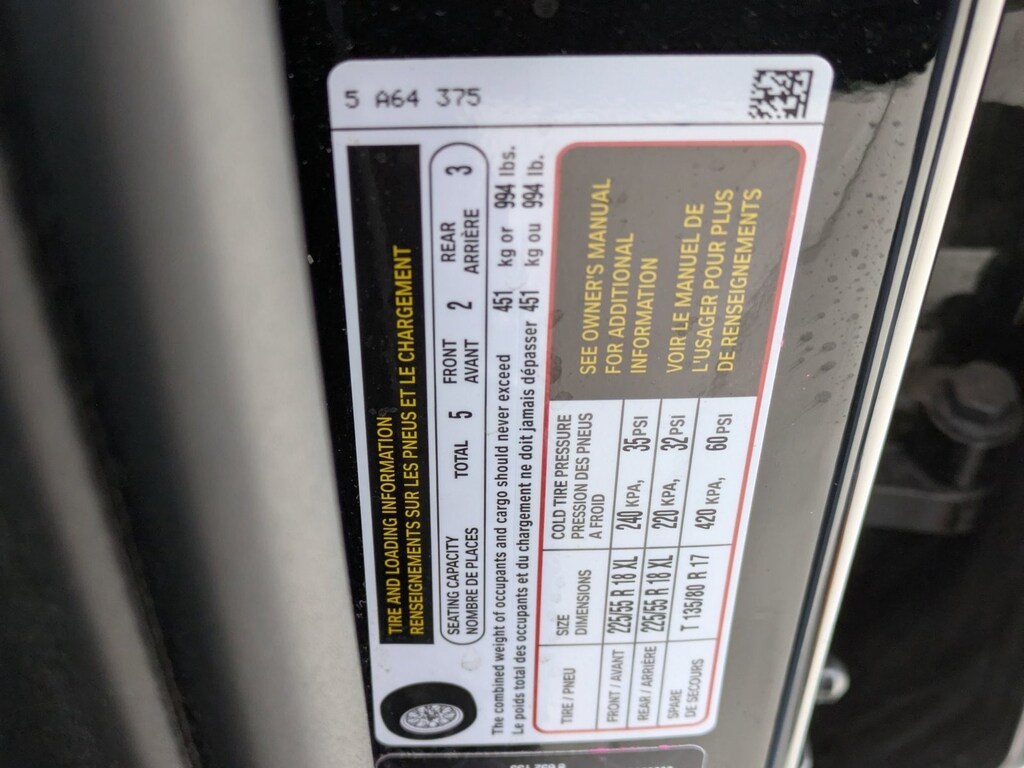 5 A64 375
TIRE AND LOADING INFORMATION
RENSEIGNEMENTS SUR LES PNEUS ET LE CHARGEMENT
SEATING CAPACITY TOTAL 5 FRONT 2 REAR 3
NOMBRE DE PLACES AVANT ARRIÈRE
The combined weight of occupants and cargo should never exceed 451 kg or 994 lbs.
Le poids total des occupants et du chargement ne doit jamais dépasser 451 kg ou 994 lb.
TIRE / PNEU
SIZE
DIMENSIONS
COLD TIRE PRESSURE
PRESSION DES PNEUS
A FROID
FRONT / AVANT 225/55 R 18 XL 240 KPA, 35 PSI
REAR / ARRIÈRE 225/55 R 18 XL 220 KPA, 32 PSI
SPARE
DE SECOURS
T 135/80 R 17 420 KPA, 60 PSI
SEE OWNER'S MANUAL
FOR ADDITIONAL
INFORMATION
VOIR LE MANUEL DE
L'USAGER POUR PLUS
DE RENSEIGNEMENTS